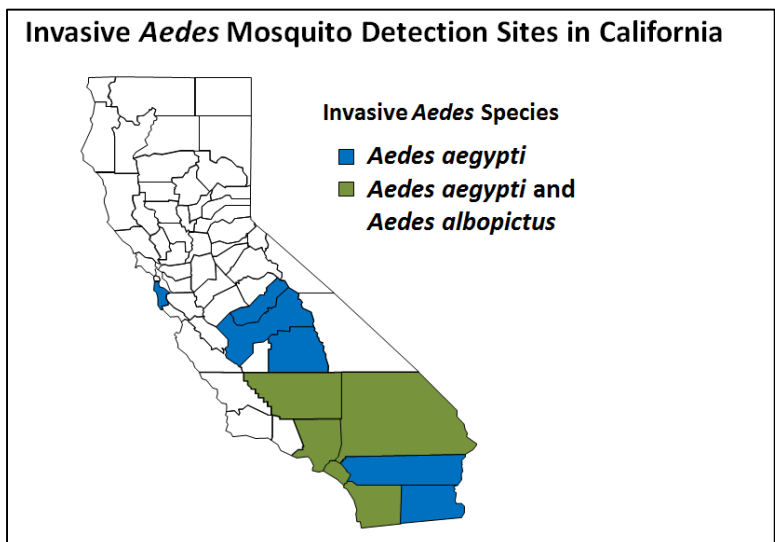 Invasive Aedes Mosquito Detection Sites in California
Invasive Aedes Species
Aedes aegypti
Aedes aegypti and
Aedes albopictus